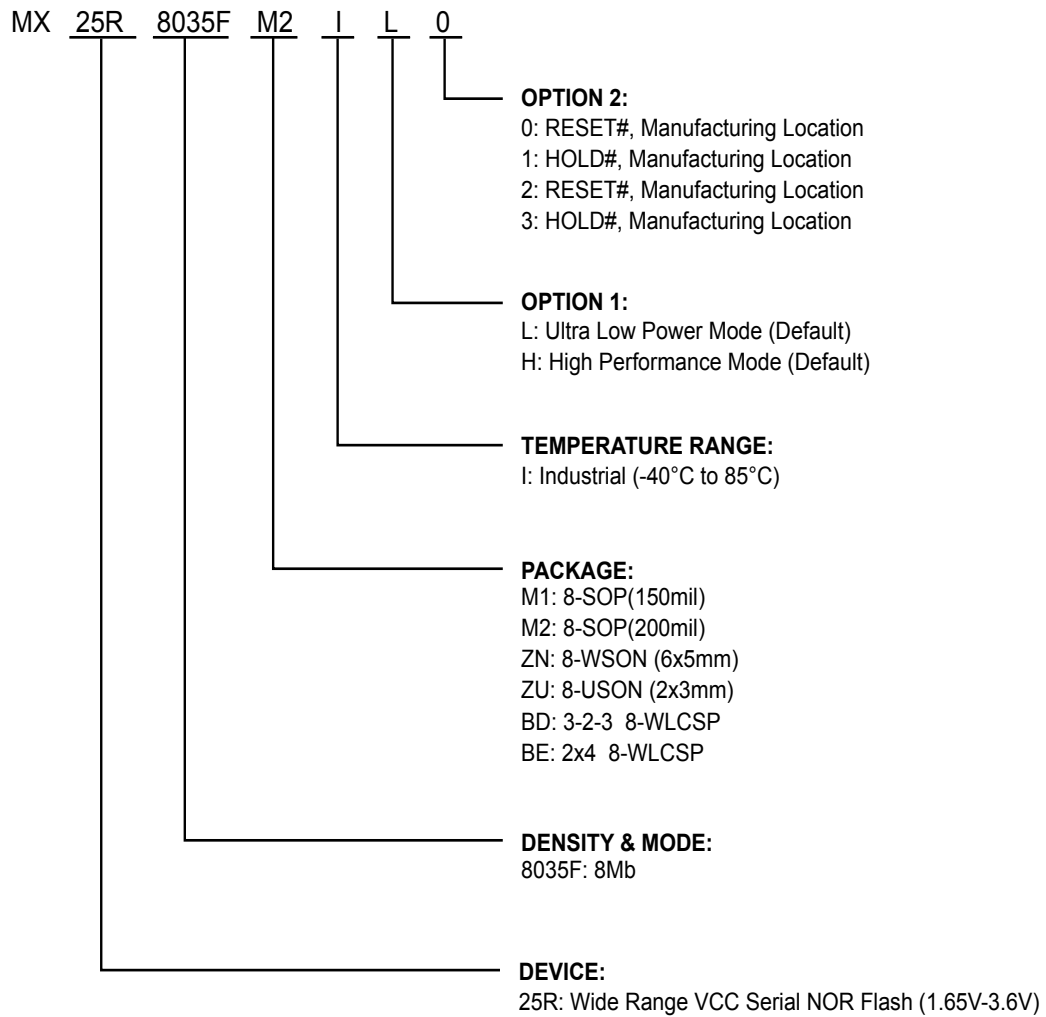 MX 25R 8035F M2 I L 0
OPTION 2:
0: RESET#, Manufacturing Location
1: HOLD#, Manufacturing Location
2: RESET#, Manufacturing Location
3: HOLD#, Manufacturing Location
OPTION 1:
L: Ultra Low Power Mode (Default)
H: High Performance Mode (Default)
TEMPERATURE RANGE:
I: Industrial (-40°C to 85°C)
PACKAGE:
M1: 8-SOP(150mil)
M2: 8-SOP(200mil)
ZN: 8-WSON (6x5mm)
ZU: 8-USON (2x3mm)
BD: 3-2-3 8-WLCSP
BE: 2x4 8-WLCSP
DENSITY & MODE:
8035F: 8Mb
DEVICE:
25R: Wide Range VCC Serial NOR Flash (1.65V-3.6V)